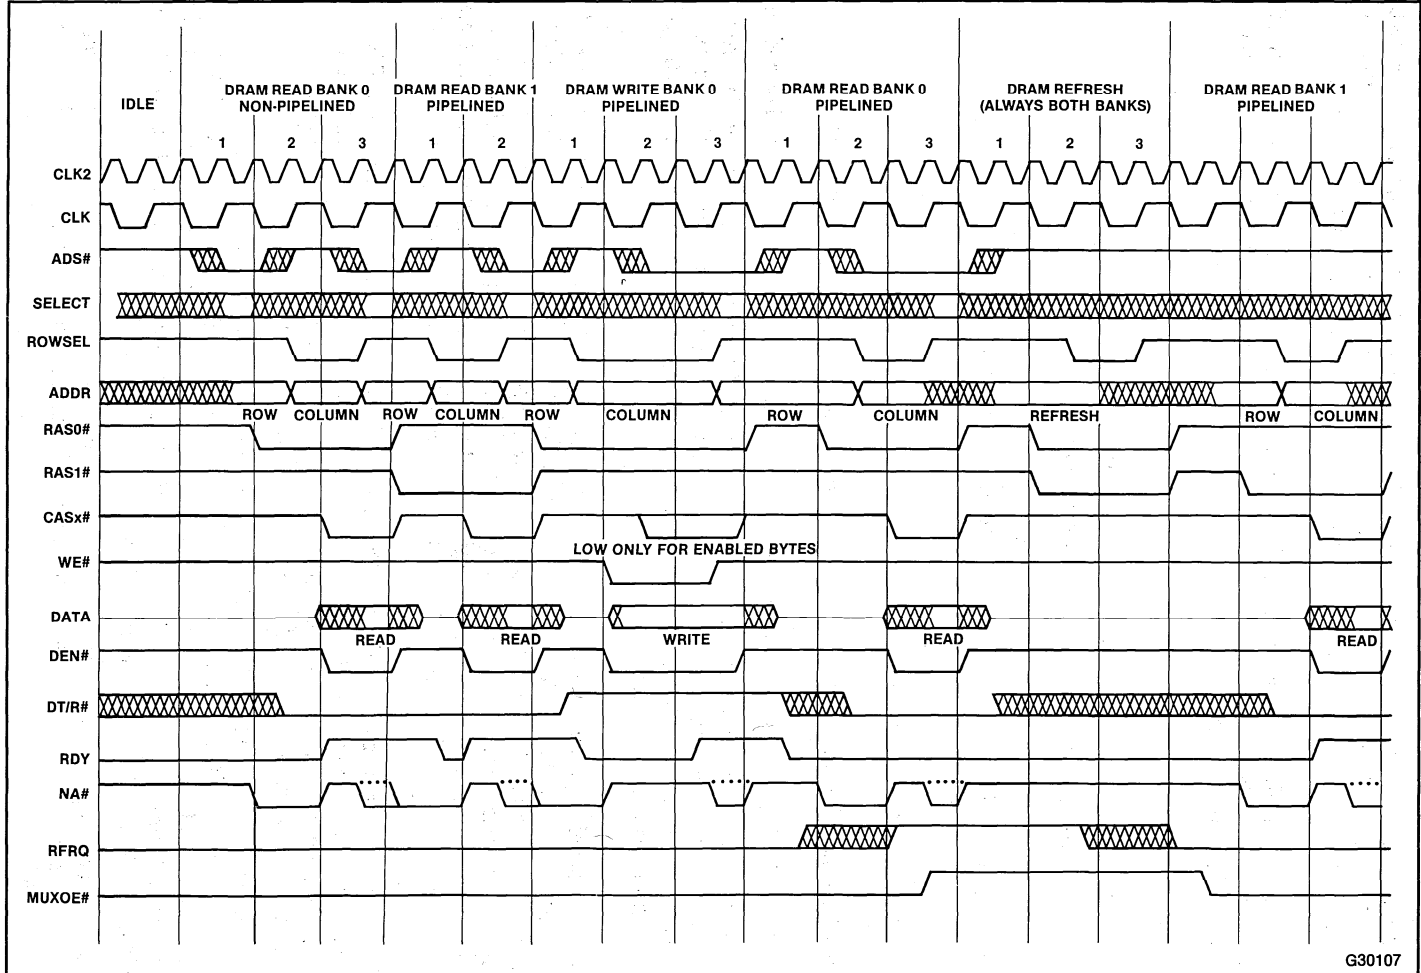 IDLE
DRAM READ BANK 0
NON-PIPELINED
DRAM READ BANK 1
PIPELINED
DRAM WRITE BANK 0
PIPELINED
DRAM READ BANK 0
PIPELINED
DRAM REFRESH
(ALWAYS BOTH BANKS)
DRAM READ BANK 1
PIPELINED
1 2 3 1 2 1 2 3 1 2 3 1 2 3
CLK2
CLK
ADS#
SELECT
ROWSEL
ADDR
ROW COLUMN ROW COLUMN ROW COLUMN ROW COLUMN REFRESH ROW COLUMN
RAS0#
RAS1#
CASx#
LOW ONLY FOR ENABLED BYTES
WE#
DATA
READ READ WRITE READ READ
DEN#
DT/R#
RDY
NA#
RFRQ
MUXOE#
G30107